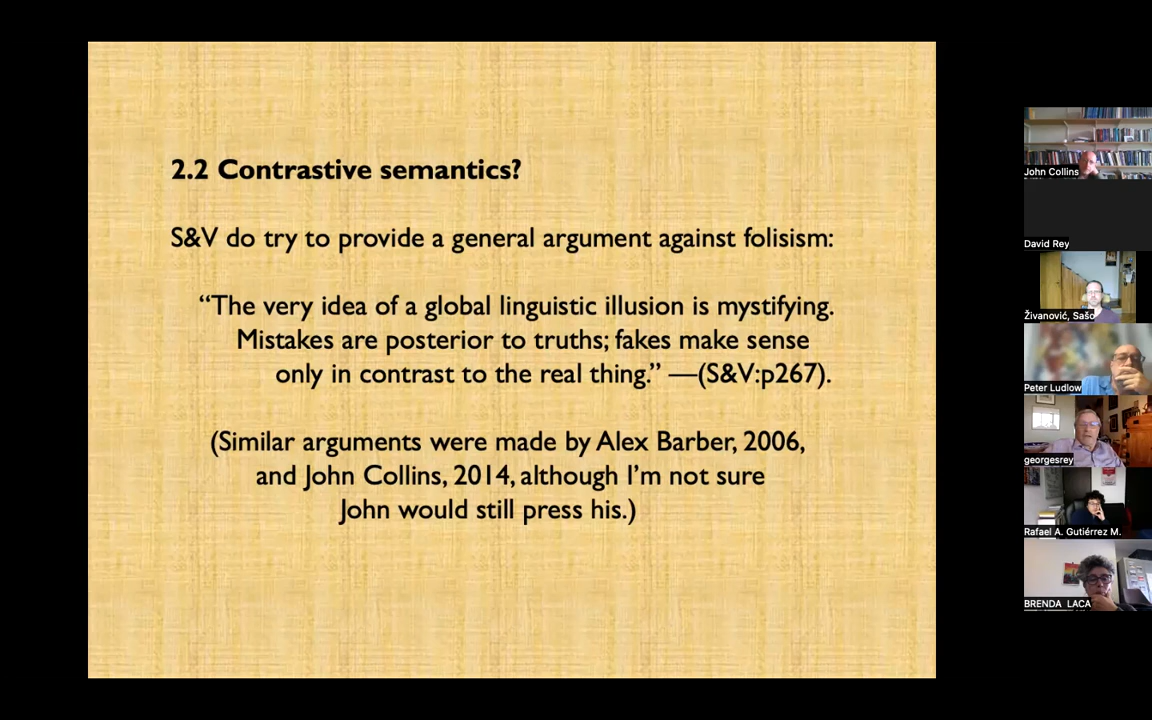 2.2 Contrastive semantics?
S&V do try to provide a general argument against folisism:
“The very idea of a global linguistic illusion is mystifying.
Mistakes are posterior to truths; fakes make sense
only in contrast to the real thing.” —(S&V:p267).
(Similar arguments were made by Alex Barber, 2006,
and John Collins, 2014, although I’m not sure
John would still press his.)
John Collins
David Rey
Živanović, Sašo
Peter Ludlow
georgesrey
Rafael A. Gutiérrez M.
BRENDA LACA